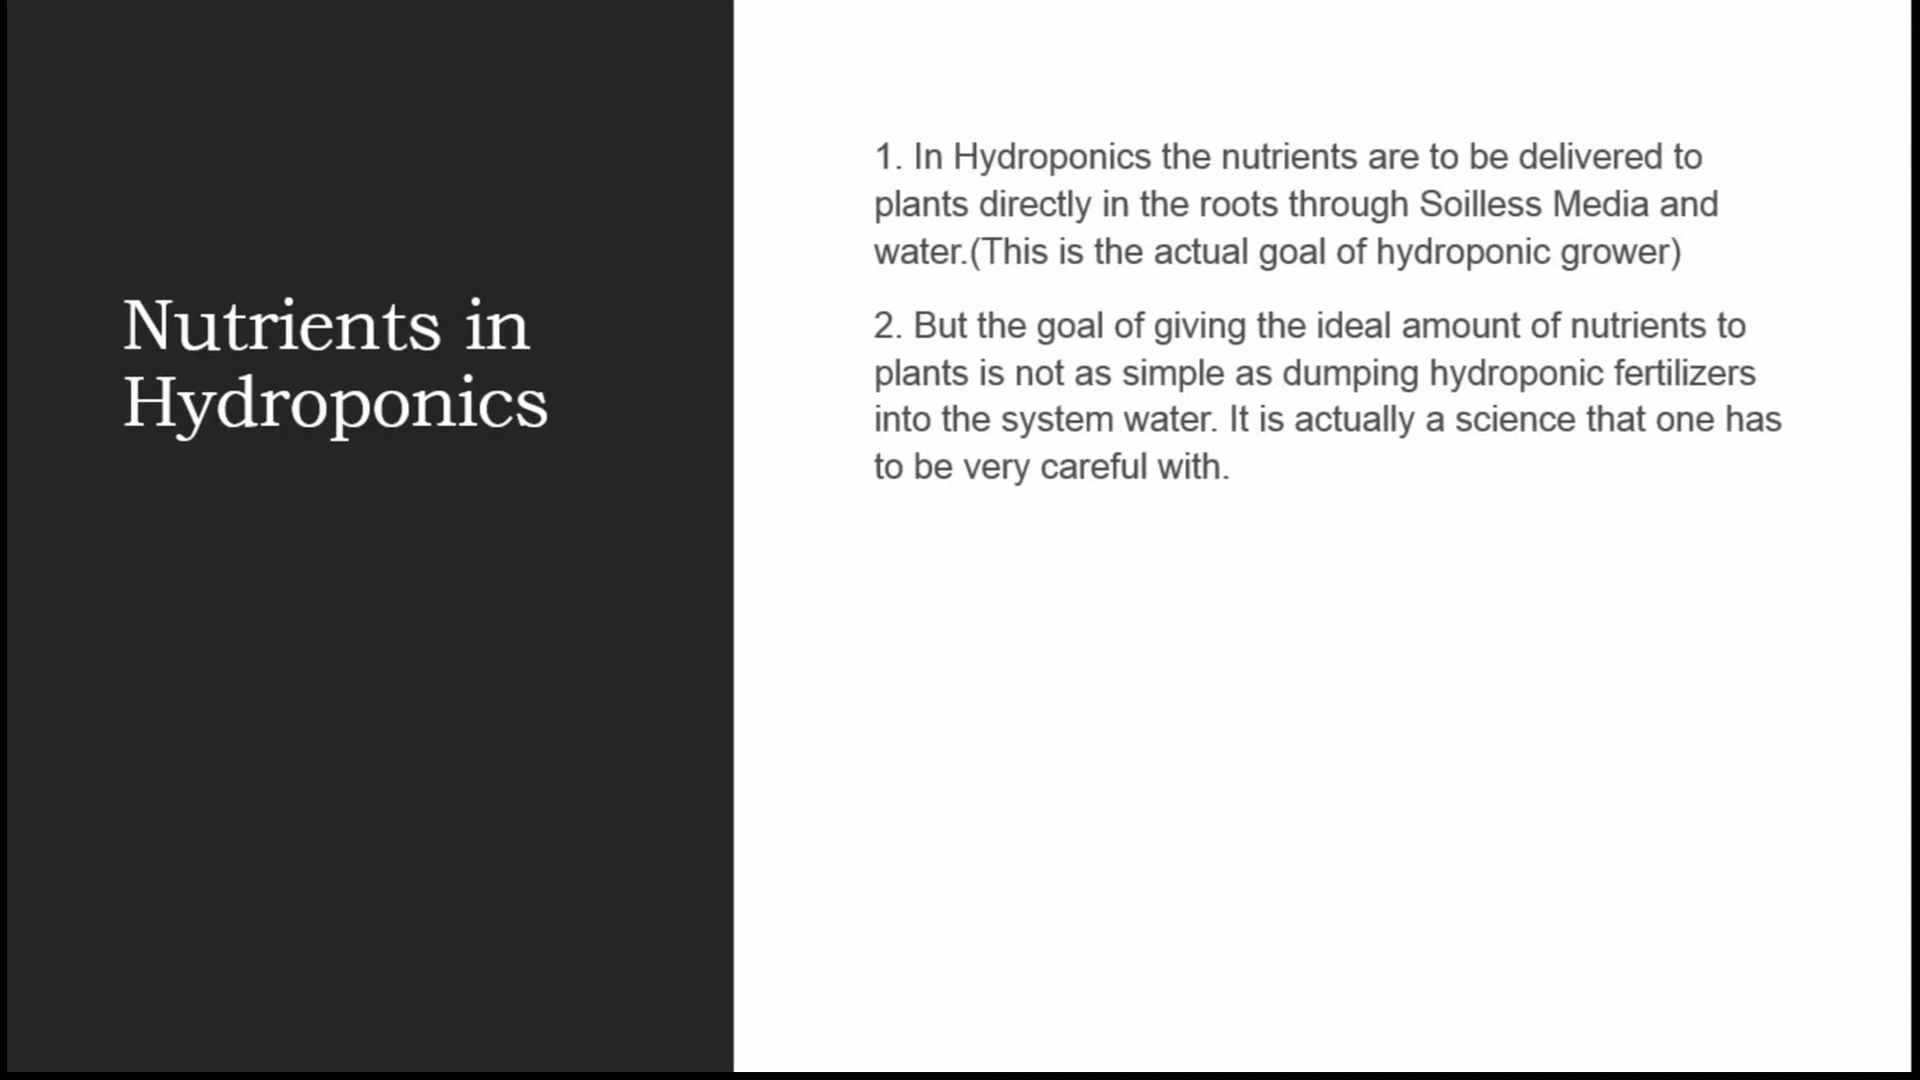 Nutrients in
Hydroponics
1. In Hydroponics the nutrients are to be delivered to
plants directly in the roots through Soilless Media and
water.(This is the actual goal of hydroponic grower)
2. But the goal of giving the ideal amount of nutrients to
plants is not as simple as dumping hydroponic fertilizers
into the system water. It is actually a science that one has
to be very careful with.